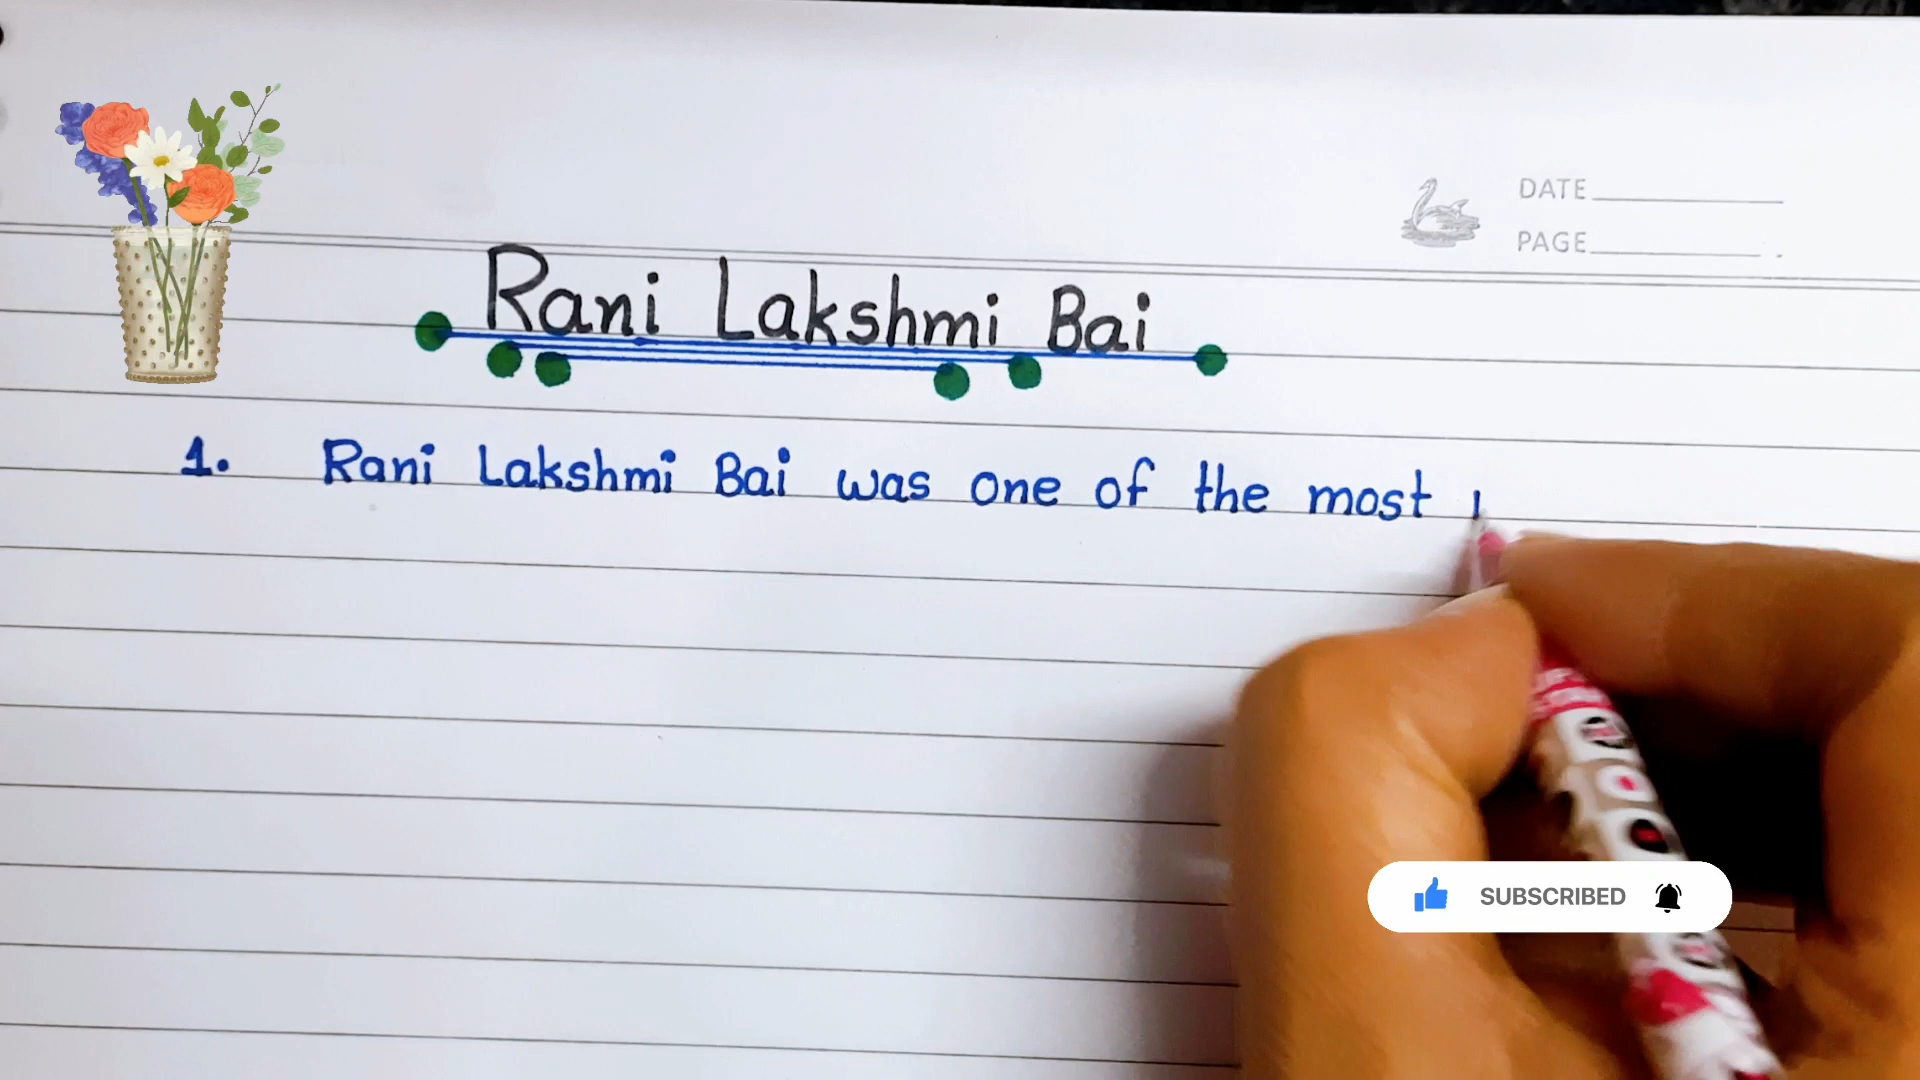 DATE
PAGE
Rani Lakshmi Bai
1. Rani Lakshmi Bai was one of the most
SUBSCRIBED